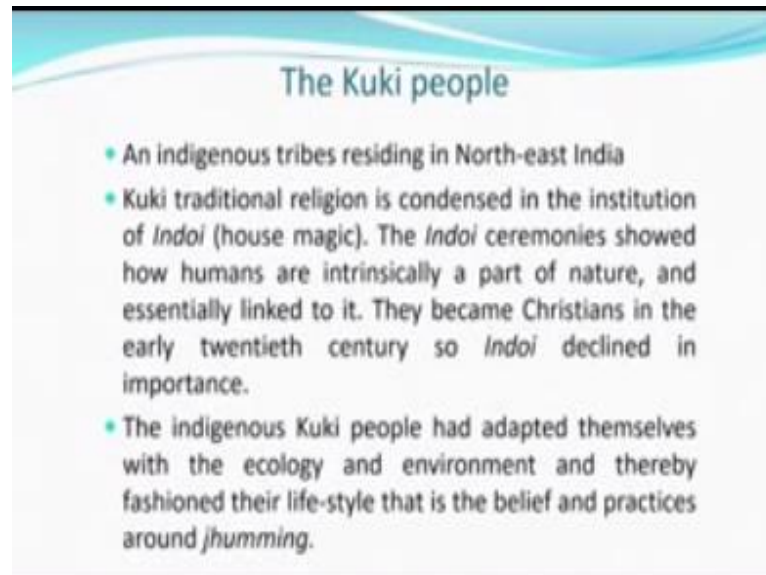 The Kuki people
• An indigenous tribes residing in North-east India
• Kuki traditional religion is condensed in the institution
of Indoi (house magic). The Indoi ceremonies showed
how humans are intrinsically a part of nature, and
essentially linked to it. They became Christians in the
early twentieth century so Indoi declined in
importance.
• The indigenous Kuki people had adapted themselves
with the ecology and environment and thereby
fashioned their life-style that is the belief and practices
around jhumming.